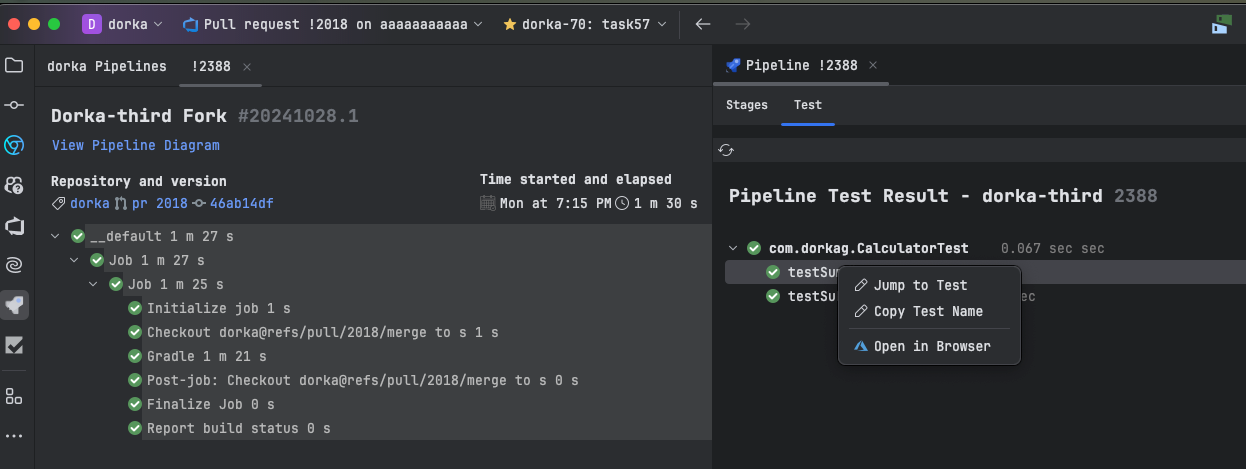 D dorka Pull request !2018 on aaaaaaaaaaa dorka-70: task57
dorka Pipelines !2388
Dorka-third Fork #20241028.1
View Pipeline Diagram
Repository and version
dorka pr 2018 46ab14df
Time started and elapsed
Mon at 7:15 PM 1 m 30 s
__default 1 m 27 s
Job 1 m 27 s
Job 1 m 25 s
Initialize job 1 s
Checkout dorka@refs/pull/2018/merge to s 1 s
Gradle 1 m 21 s
Post-job: Checkout dorka@refs/pull/2018/merge to s 0 s
Finalize Job 0 s
Report build status 0 s
Pipeline !2388
Stages Test
Pipeline Test Result - dorka-third 2388
com.dorkag.CalculatorTest 0.067 sec sec
Jump to Test
Copy Test Name
Open in Browser